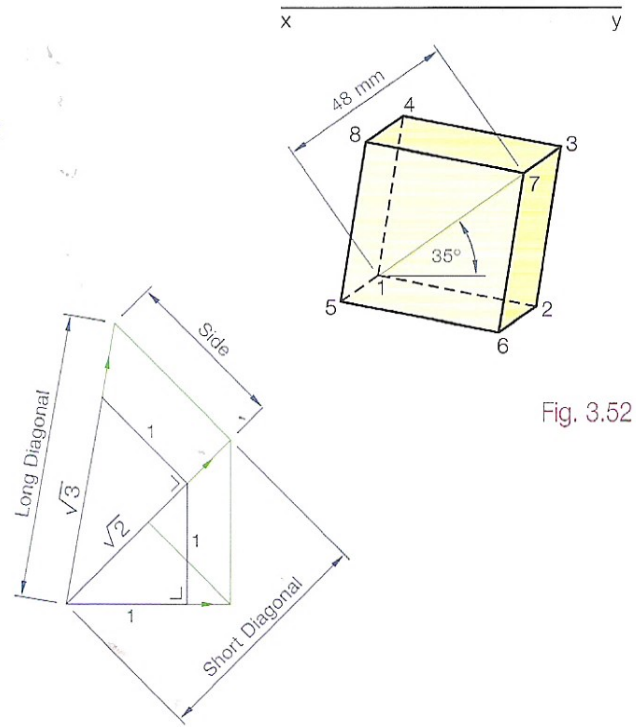 x y
48 mm
4
8
3
7
35°
1
5
2
6
Side
Long Diagonal
1
√3
Fig. 3.52
√2
1
1
Short Diagonal